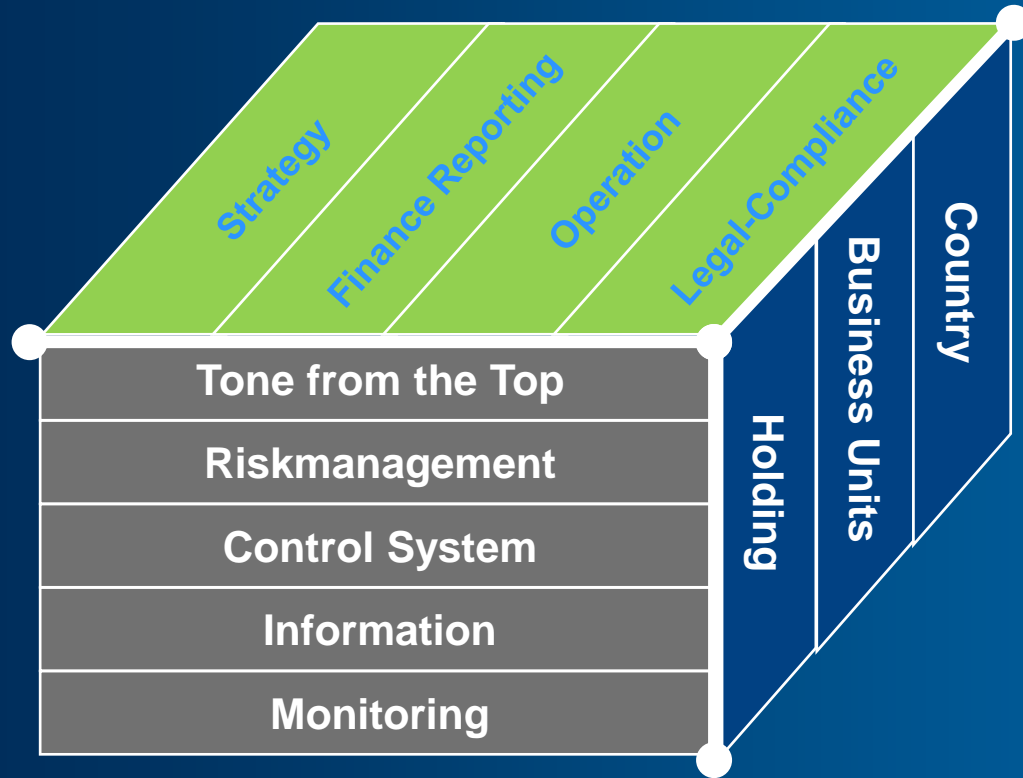 Strategy
Finance Reporting
Operation
Legal-Compliance
Tone from the Top
Riskmanagement
Control System
Information
Monitoring
Holding
Business Units
Country